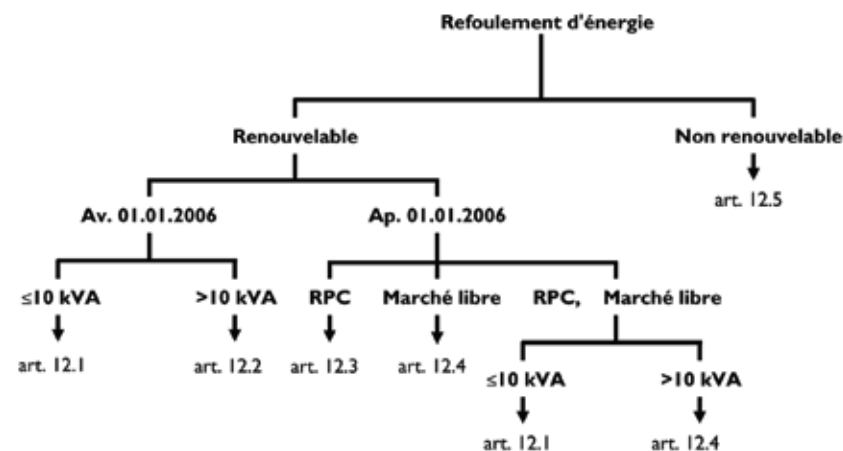 Refoulement d'énergie
Renouvelable Non renouvelable
art. 12.5
Av. 01.01.2006 Ap. 01.01.2006
≤10 kVA >10 kVA RPC Marché libre RPC, Marché libre
art. 12.1 art. 12.2 art. 12.3 art. 12.4
≤10 kVA >10 kVA
art. 12.1 art. 12.4